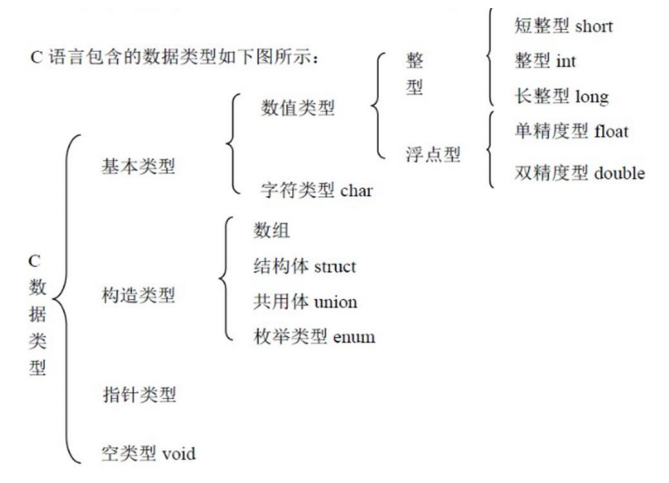 C 语言包含的数据类型如下图所示：
C
数
据
类
型
基本类型
数值类型
整
型
短整型 short
整型 int
长整型 long
浮点型
单精度型 float
双精度型 double
字符类型 char
构造类型
数组
结构体 struct
共用体 union
枚举类型 enum
指针类型
空类型 void